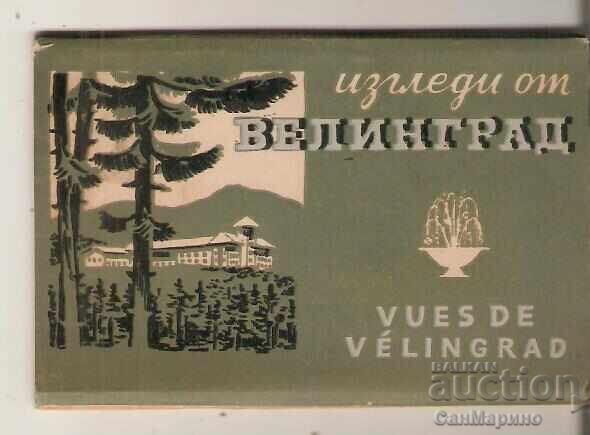 изгледи от
ВЕЛИНГРАД
VUES DE
VÉLINGRAD
BALKAN
auction
СанМарино